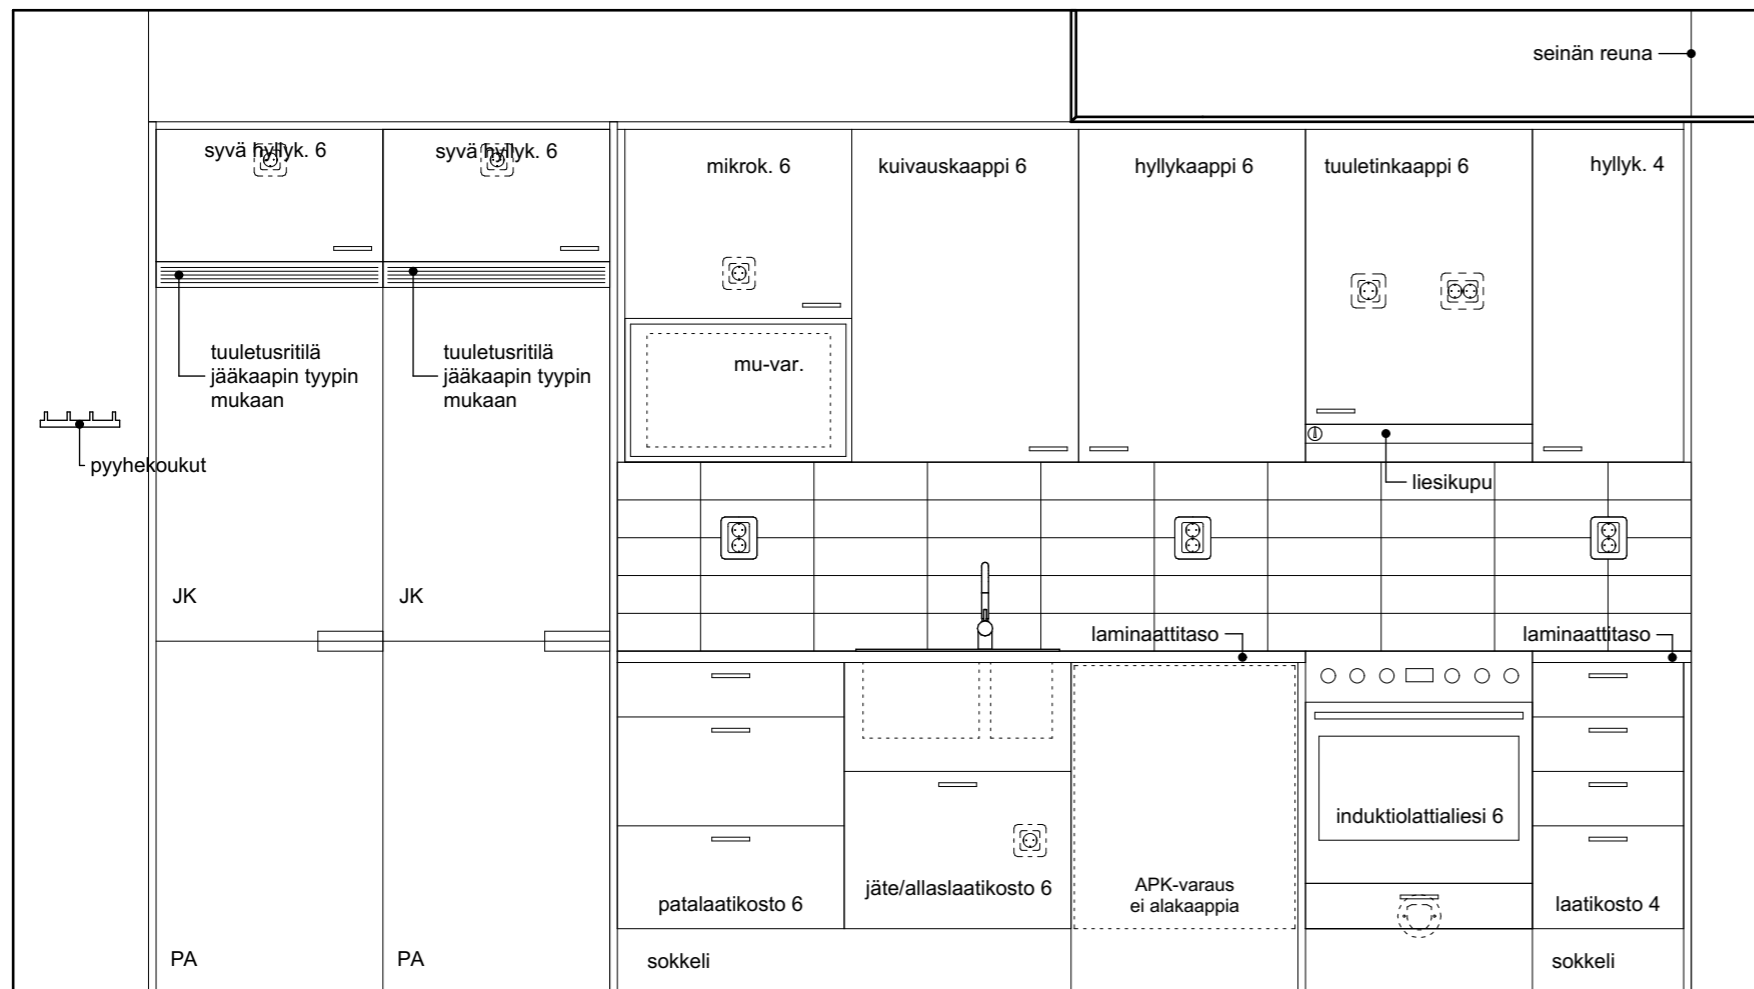 seinän reuna
syvä hyllyk. 6
syvä hyllyk. 6
mikrok. 6
kuivauskaappi 6
hyllykaappi 6
tuuletinkaappi 6
hyllyk. 4
tuuletusritilä
jääkaapin tyypin
mukaan
tuuletusritilä
jääkaapin tyypin
mukaan
mu-var.
pyyhekoukut
liesikupu
JK
JK
laminaattitaso
laminaattitaso
induktiolattialiesi 6
patalaatikosto 6
jäte/allaslaatikosto 6
APK-varaus
ei alakaappia
laatikosto 4
PA
PA
sokkeli
sokkeli